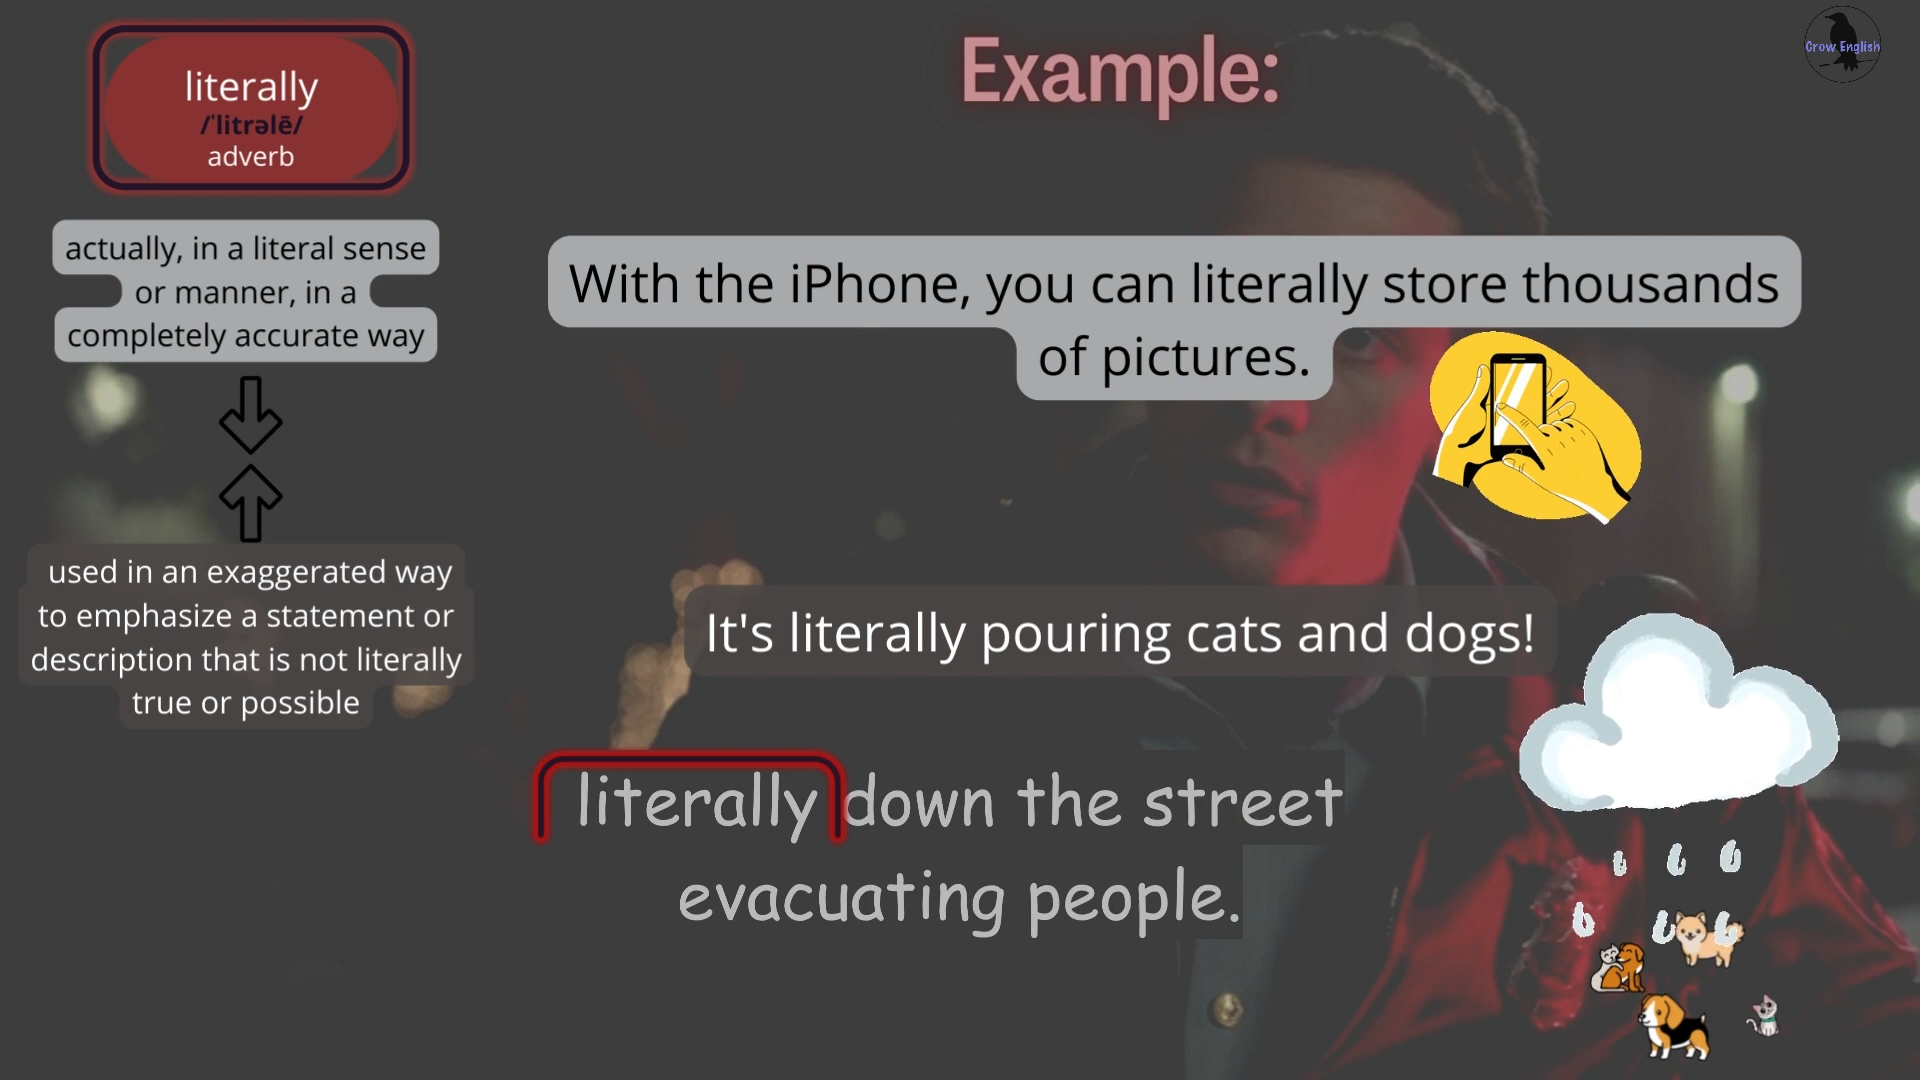 literally
/ˈlitrəlē/
adverb
actually, in a literal sense
or manner, in a
completely accurate way
used in an exaggerated way
to emphasize a statement or
description that is not literally
true or possible
Example:
With the iPhone, you can literally store thousands
of pictures.
It's literally pouring cats and dogs!
literally down the street
evacuating people.
Crow English